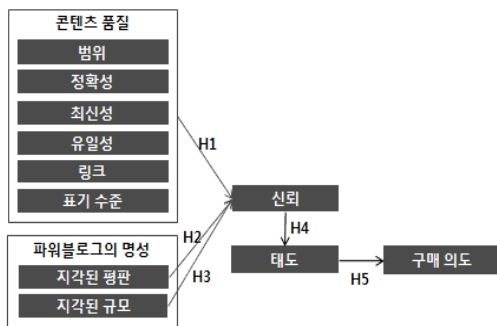 콘텐츠 품질
범위
정확성
최신성
유일성
링크
표기 수준
H1
신뢰
파워블로그의 명성
H2
H4
지각된 평판
H3
태도
구매 의도
H5
지각된 규모